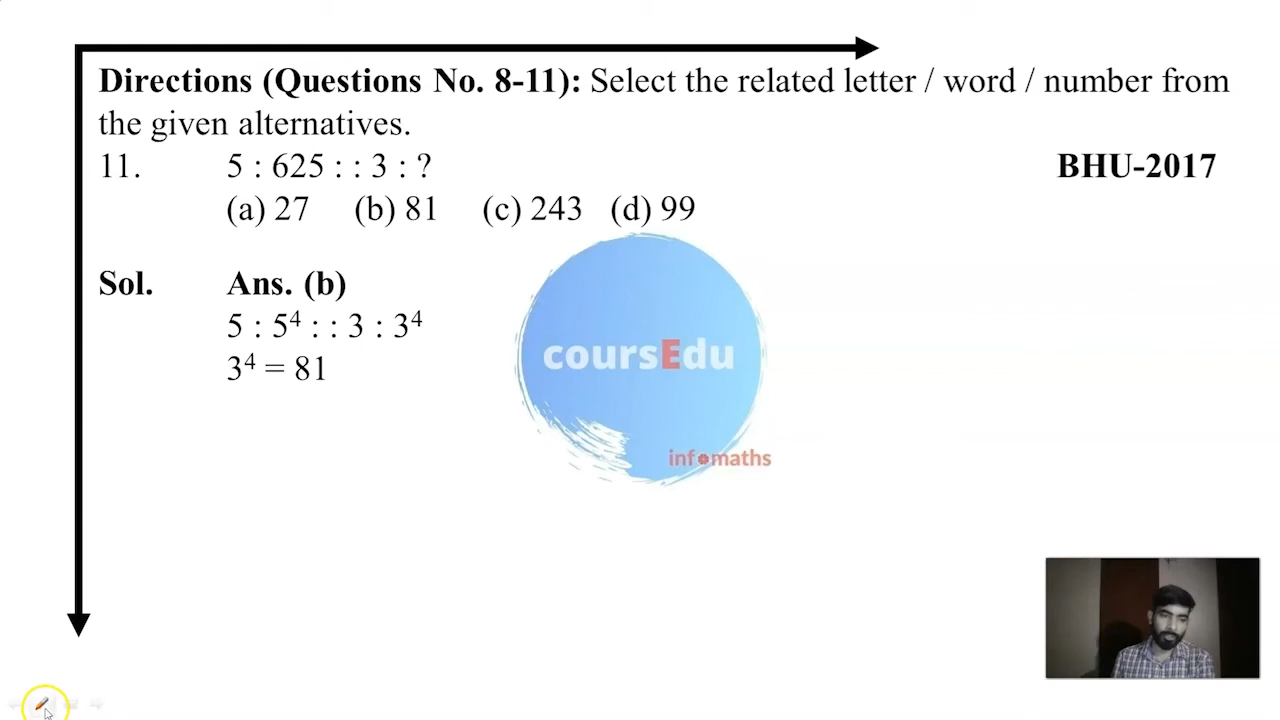 Directions (Questions No. 8-11): Select the related letter / word / number from
the given alternatives.
11. 5 : 625 : : 3 : ? BHU-2017
(a) 27 (b) 81 (c) 243 (d) 99
Sol. Ans. (b)
5 : 5⁴ : : 3 : 3⁴
3⁴ = 81
coursEdu
infomaths